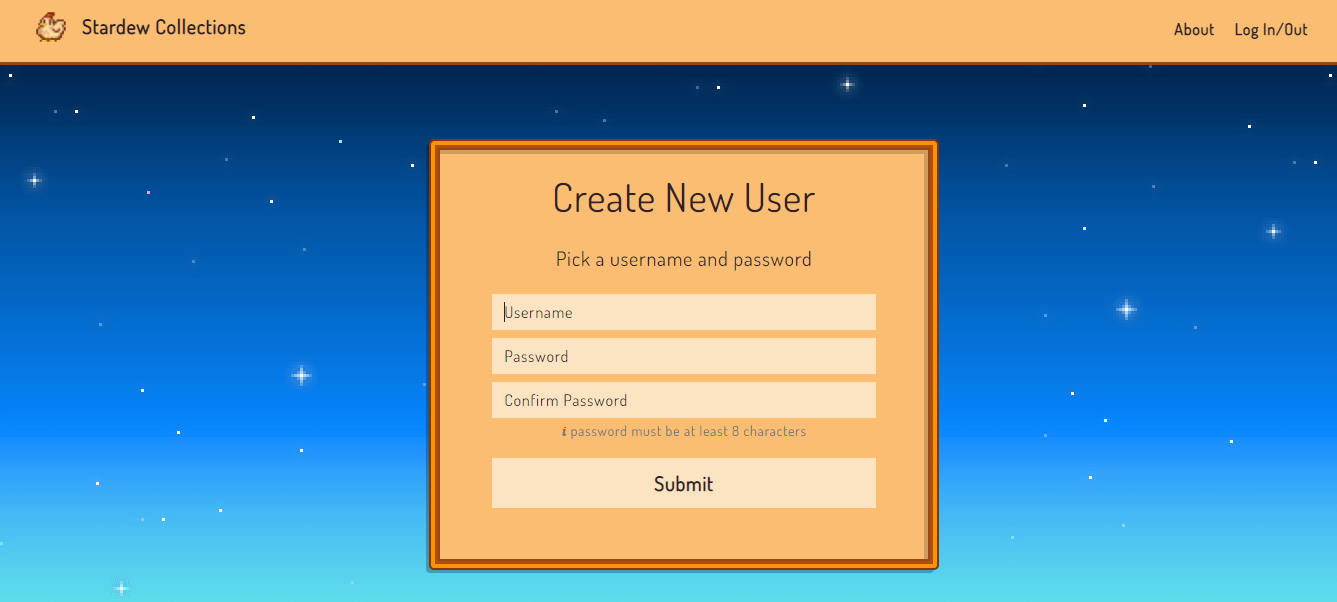 Stardew Collections
About
Log In/Out
Create New User
Pick a username and password
Username
Password
Confirm Password
i password must be at least 8 characters
Submit